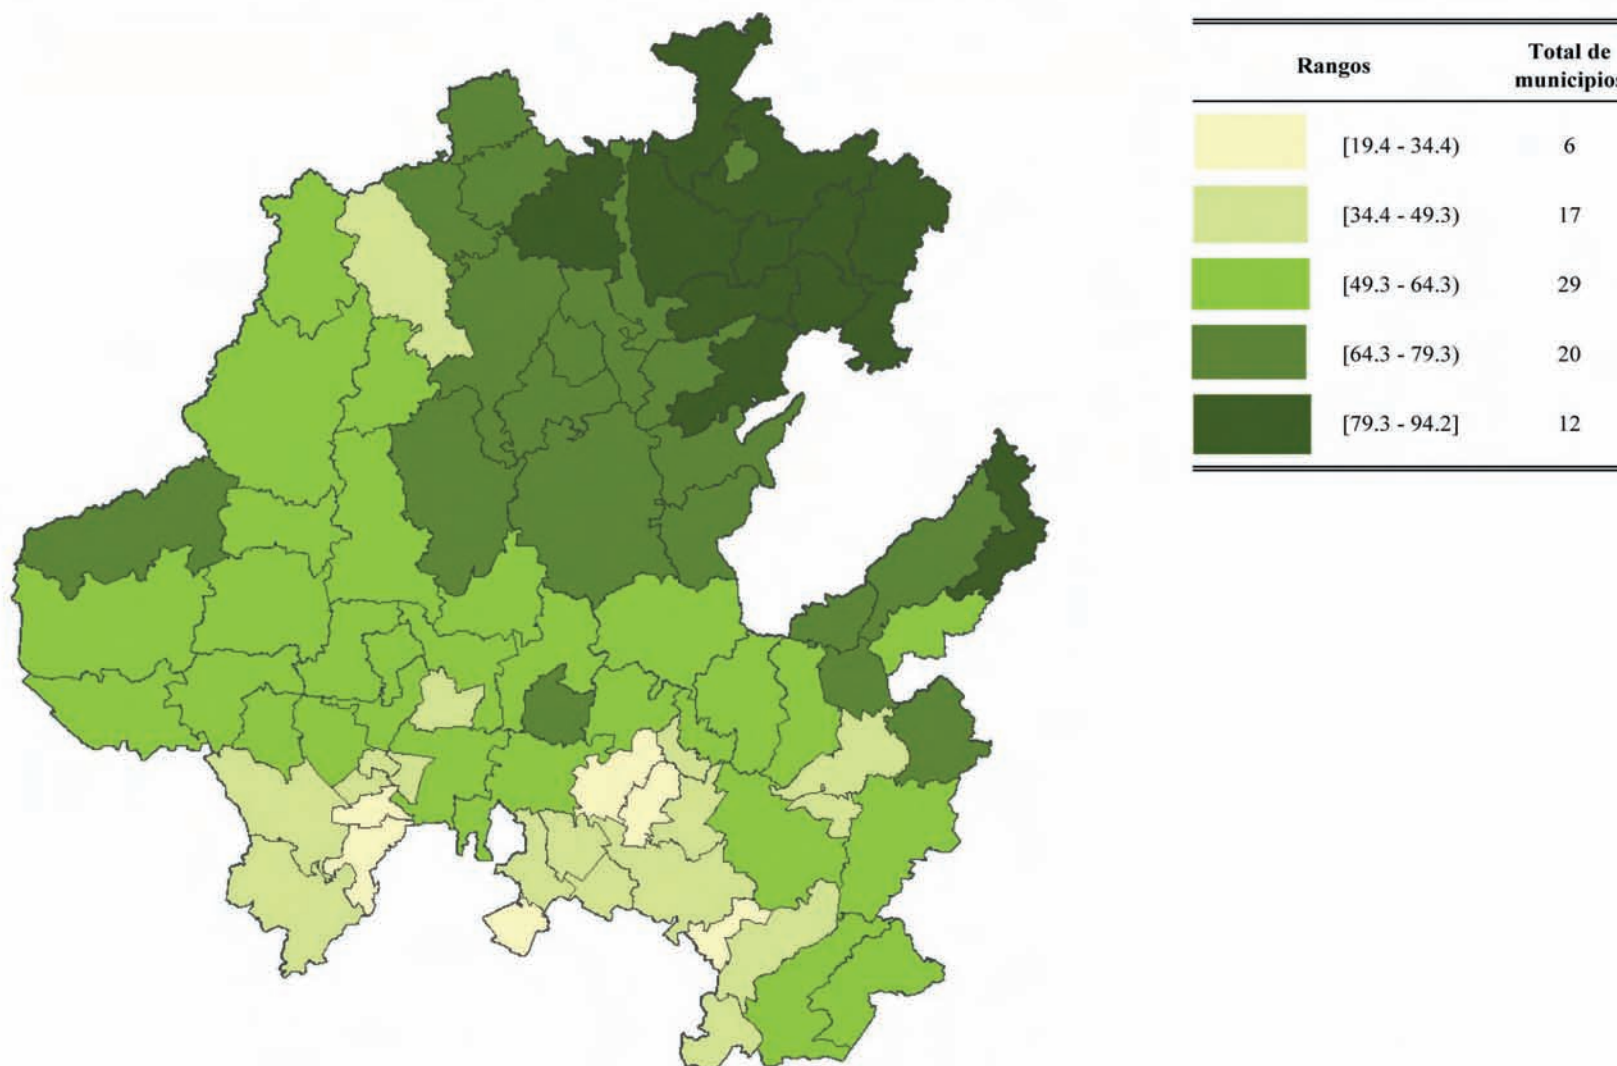 Rangos
Total de
municipios
[19.4 - 34.4) 6
[34.4 - 49.3) 17
[49.3 - 64.3) 29
[64.3 - 79.3) 20
[79.3 - 94.2] 12